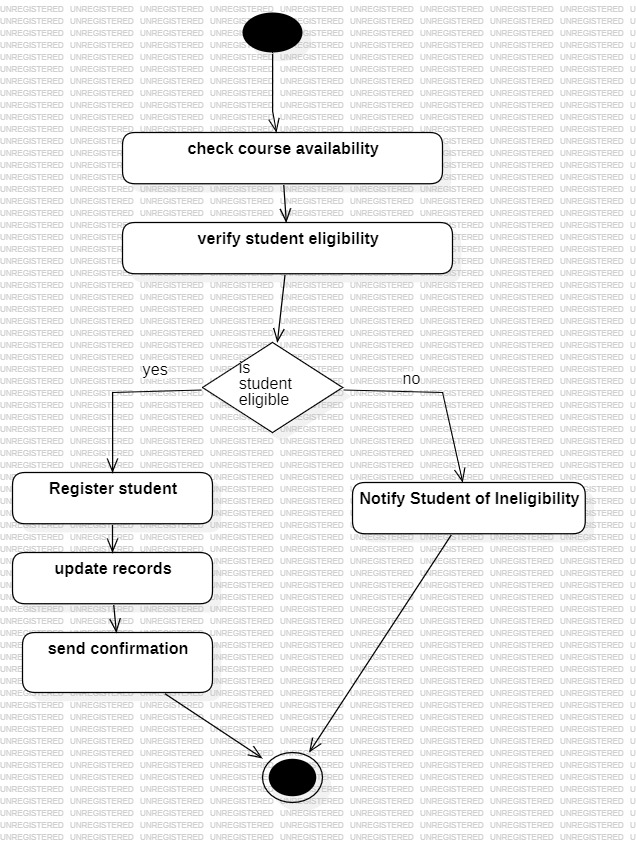 check course availability
verify student eligibility
is
student
eligible
yes
no
Register student
Notify Student of Ineligibility
update records
send confirmation
UNREGISTERED